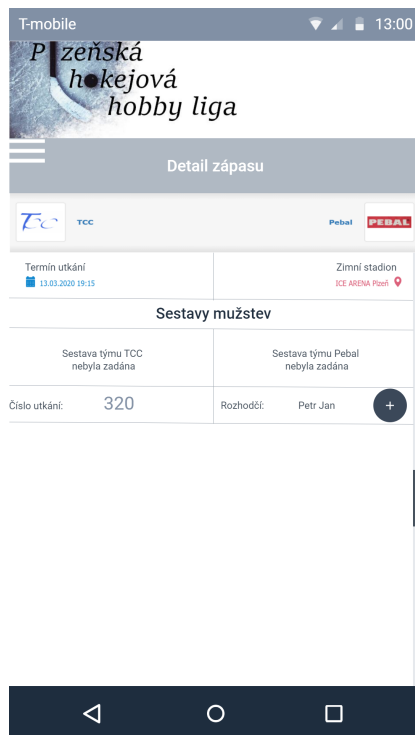 T-mobile 13:00
Plzeňská
hokejová
hobby liga
Detail zápasu
Tcc TCC Pebal PEBAL
Termín utkání Zimní stadion
13.03.2020 19:15 ICE ARENA Plzeň
Sestavy mužstev
Sestava týmu TCC Sestava týmu Pebal
nebyla zadána nebyla zadána
Číslo utkání: 320 Rozhodčí: Petr Jan +